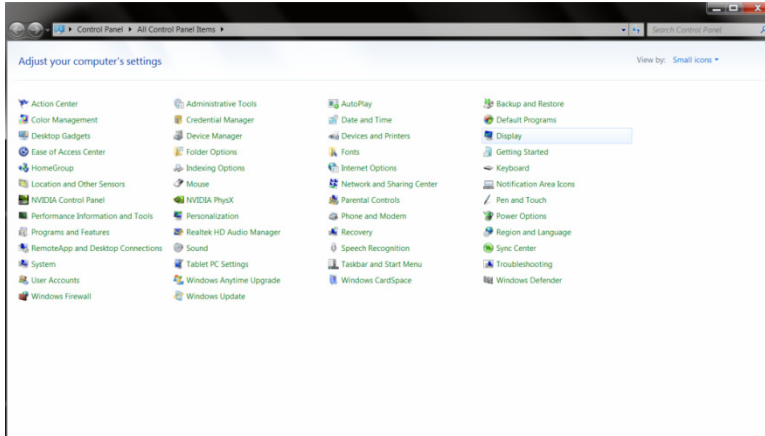 Control Panel All Control Panel Items Search Control Panel
Adjust your computer's settings View by: Small icons
Action Center Administrative Tools AutoPlay Backup and Restore
Color Management Credential Manager Date and Time Default Programs
Desktop Gadgets Device Manager Devices and Printers Display
Ease of Access Center Folder Options Fonts Getting Started
HomeGroup Indexing Options Internet Options Keyboard
Location and Other Sensors Mouse Network and Sharing Center Notification Area Icons
NVIDIA Control Panel NVIDIA PhysX Parental Controls Pen and Touch
Performance Information and Tools Personalization Phone and Modem Power Options
Programs and Features Realtek HD Audio Manager Recovery Region and Language
RemoteApp and Desktop Connections Sound Speech Recognition Sync Center
System Tablet PC Settings Taskbar and Start Menu Troubleshooting
User Accounts Windows Anytime Upgrade Windows CardSpace Windows Defender
Windows Firewall Windows Update